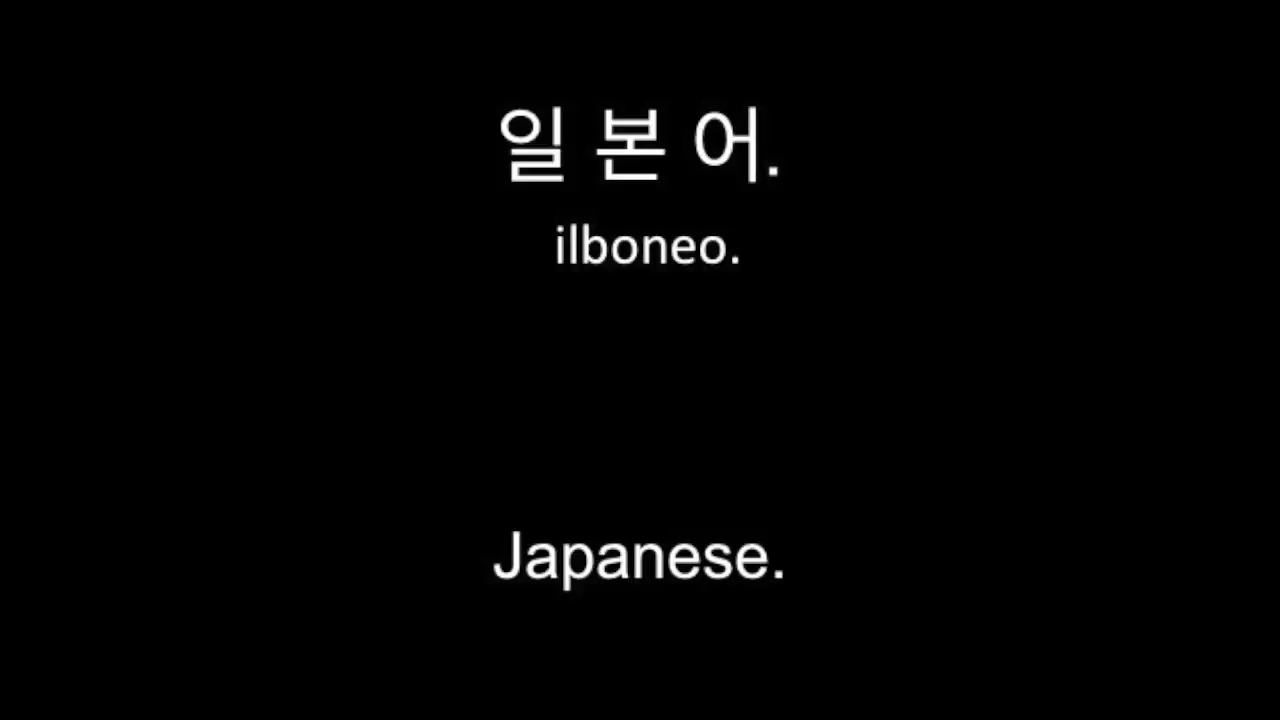 일 본 어.
ilboneo.
Japanese.